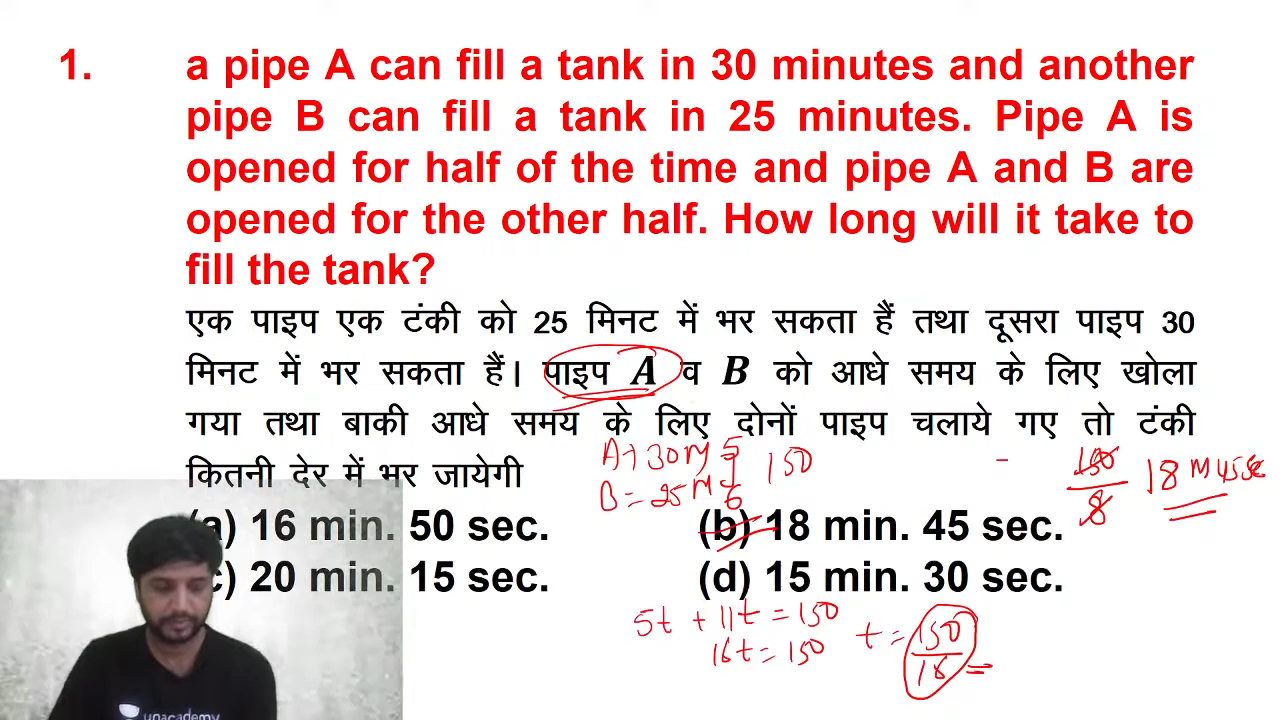 1. a pipe A can fill a tank in 30 minutes and another
pipe B can fill a tank in 25 minutes. Pipe A is
opened for half of the time and pipe A and B are
opened for the other half. How long will it take to
fill the tank?
एक पाइप एक टंकी को 25 मिनट में भर सकता हैं तथा दूसरा पाइप 30
मिनट में भर सकता हैं। पाइप A व B को आधे समय के लिए खोला
गया तथा बाकी आधे समय के लिए दोनों पाइप चलाये गए तो टंकी
कितनी देर में भर जायेगी
A→30M 5
B=25M 6
150
150/8 18 M 45 Sec
(a) 16 min. 50 sec. (b) 18 min. 45 sec.
c) 20 min. 15 sec. (d) 15 min. 30 sec.
5t + 11t = 150
16t = 150
t = 150/16 =
unacademy